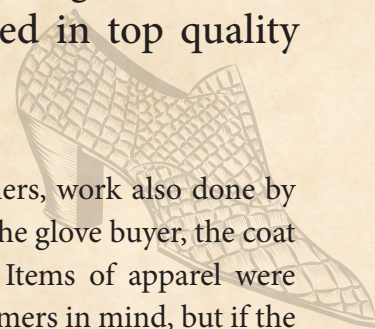 ed in top quality
ers, work also done by
he glove buyer, the coat
Items of apparel were
mers in mind, but if the